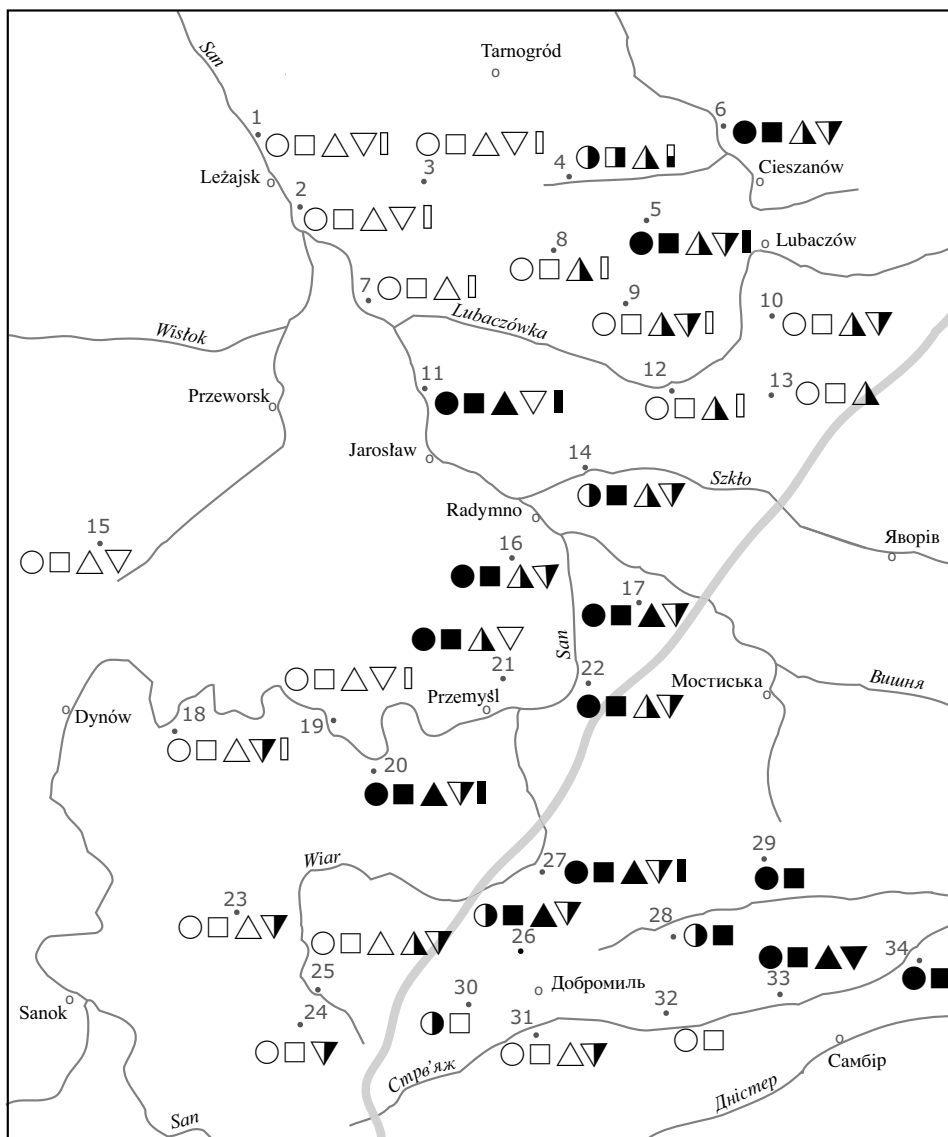 San
Tarnogród
1
6
3
4
Leżajsk
Cieszanów
2
5
8
Lubaczów
7
9
10
Lubaczówka
Wisłok
11
12
13
Przeworsk
Jarosław
14
Szkło
Radymno
15
16
Яворів
17
San
21
22
Мостиська
Вишня
Dynów
Przemyśl
18
19
20
29
Wiar
27
23
28
26
34
25
33
Sanok
30
Добромиль
32
24
31
Стрв'яж
Самбір
Дністер
San